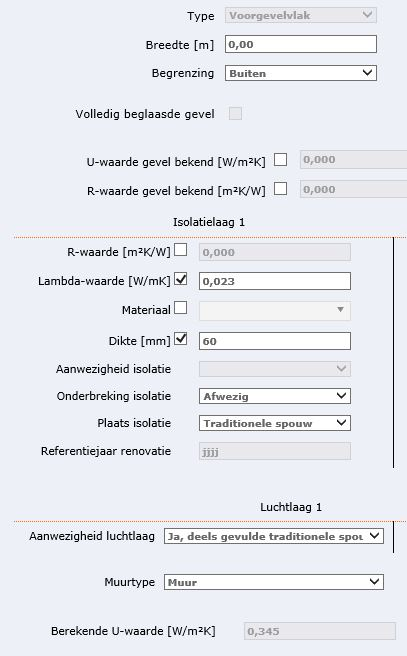 Type Voorgevelvlak
Breedte [m] 0,00
Begrenzing Buiten
Volledig beglaasde gevel
U-waarde gevel bekend [W/m²K] 0,000
R-waarde gevel bekend [m²K/W] 0,000
Isolatielaag 1
R-waarde [m²K/W] 0,000
Lambda-waarde [W/mK] 0,023
Materiaal
Dikte [mm] 60
Aanwezigheid isolatie
Onderbreking isolatie Afwezig
Plaats isolatie Traditionele spouw
Referentiejaar renovatie jjjj
Luchtlaag 1
Aanwezigheid luchtlaag Ja, deels gevulde traditionele spou
Muurtype Muur
Berekende U-waarde [W/m²K] 0,345